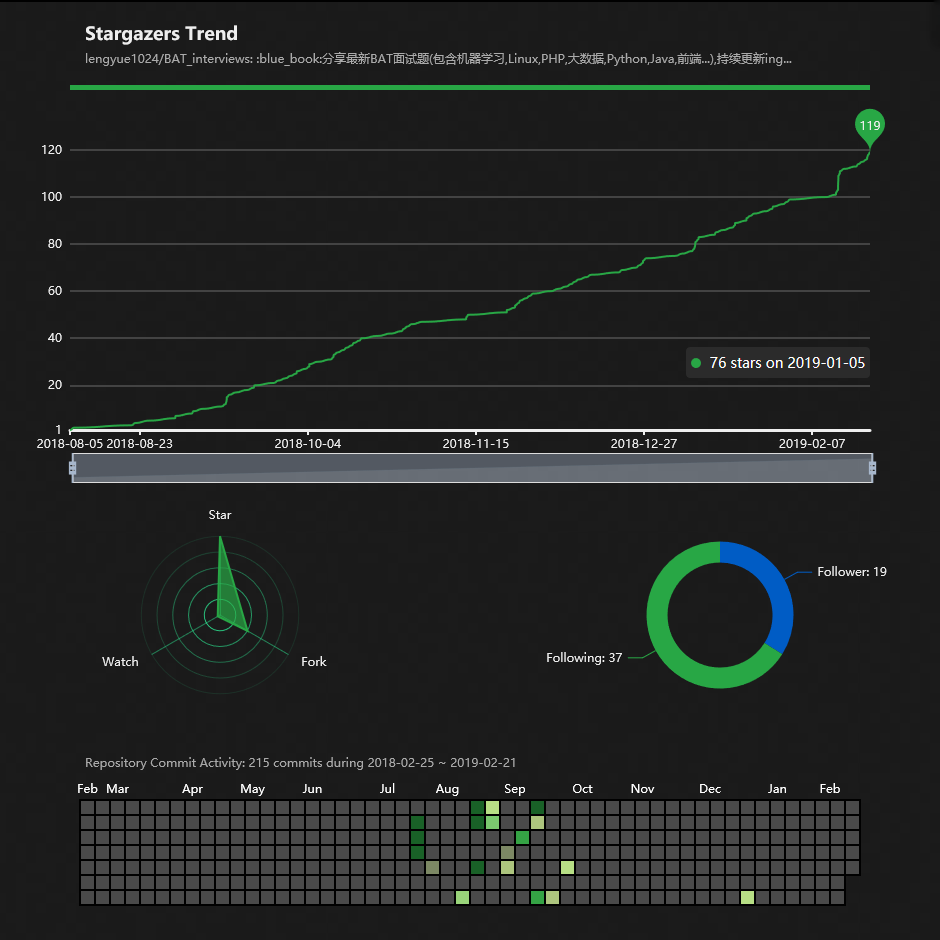 Stargazers Trend
lengyue1024/BAT_interviews: :blue_book:分享最新BAT面试题(包含机器学习,Linux,PHP,大数据,Python,Java,前端...),持续更新ing...
119
120
100
80
60
40
76 stars on 2019-01-05
20
1
2018-08-05 2018-08-23 2018-10-04 2018-11-15 2018-12-27 2019-02-07
Star
Follower: 19
Watch
Fork
Following: 37
Repository Commit Activity: 215 commits during 2018-02-25 ~ 2019-02-21
Feb Mar Apr May Jun Jul Aug Sep Oct Nov Dec Jan Feb